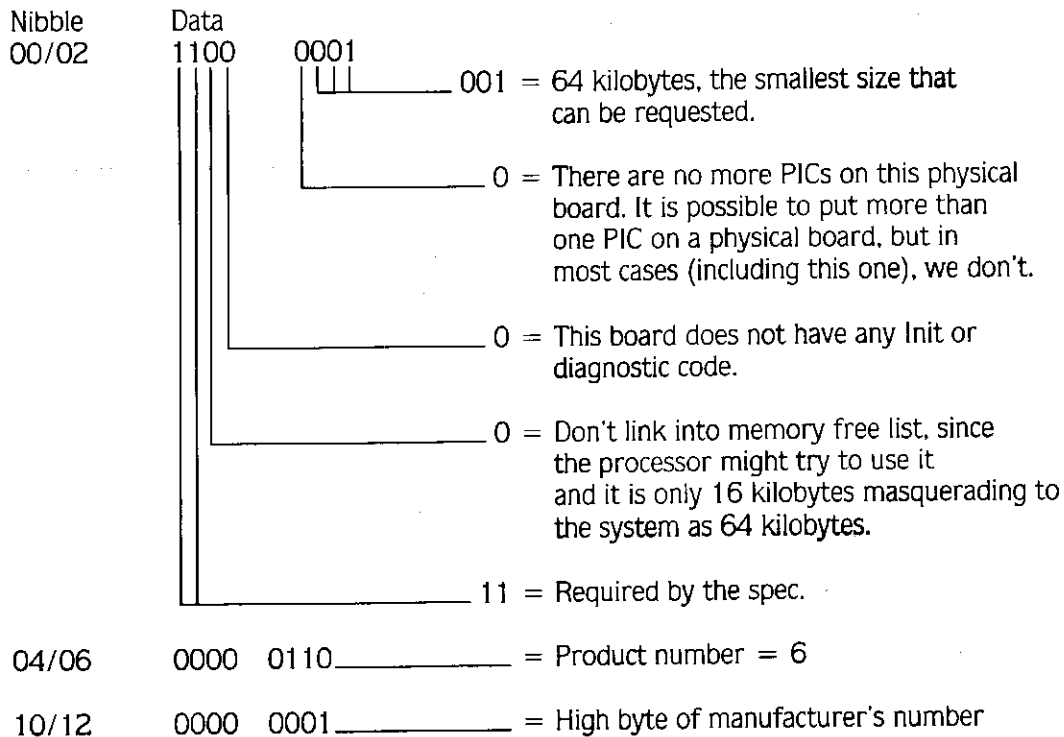 Nibble Data
00/02 1100 0001
001 = 64 kilobytes, the smallest size that
can be requested.
0 = There are no more PICs on this physical
board. It is possible to put more than
one PIC on a physical board, but in
most cases (including this one), we don't.
0 = This board does not have any Init or
diagnostic code.
0 = Don't link into memory free list, since
the processor might try to use it
and it is only 16 kilobytes masquerading to
the system as 64 kilobytes.
11 = Required by the spec.
04/06 0000 0110 = Product number = 6
10/12 0000 0001 = High byte of manufacturer's number